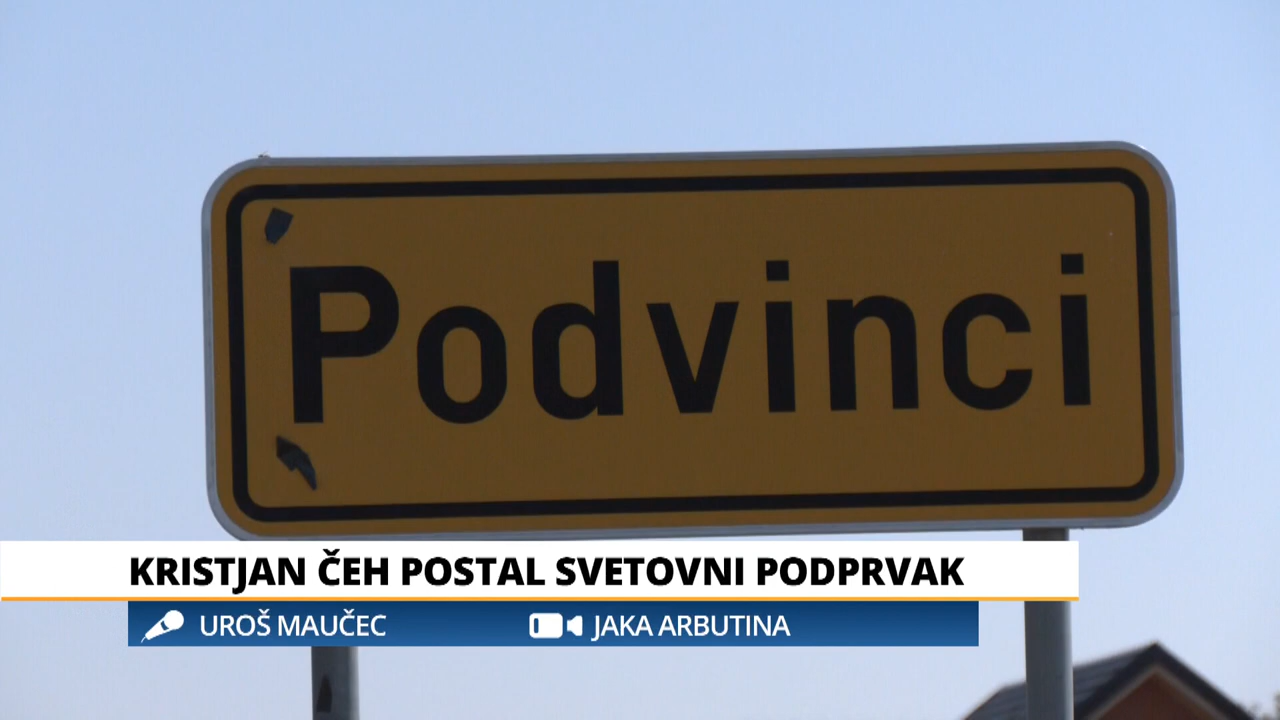 Podvinci
KRISTJAN ČEH POSTAL SVETOVNI PODPRVAK
UROŠ MAUČEC
JAKA ARBUTINA